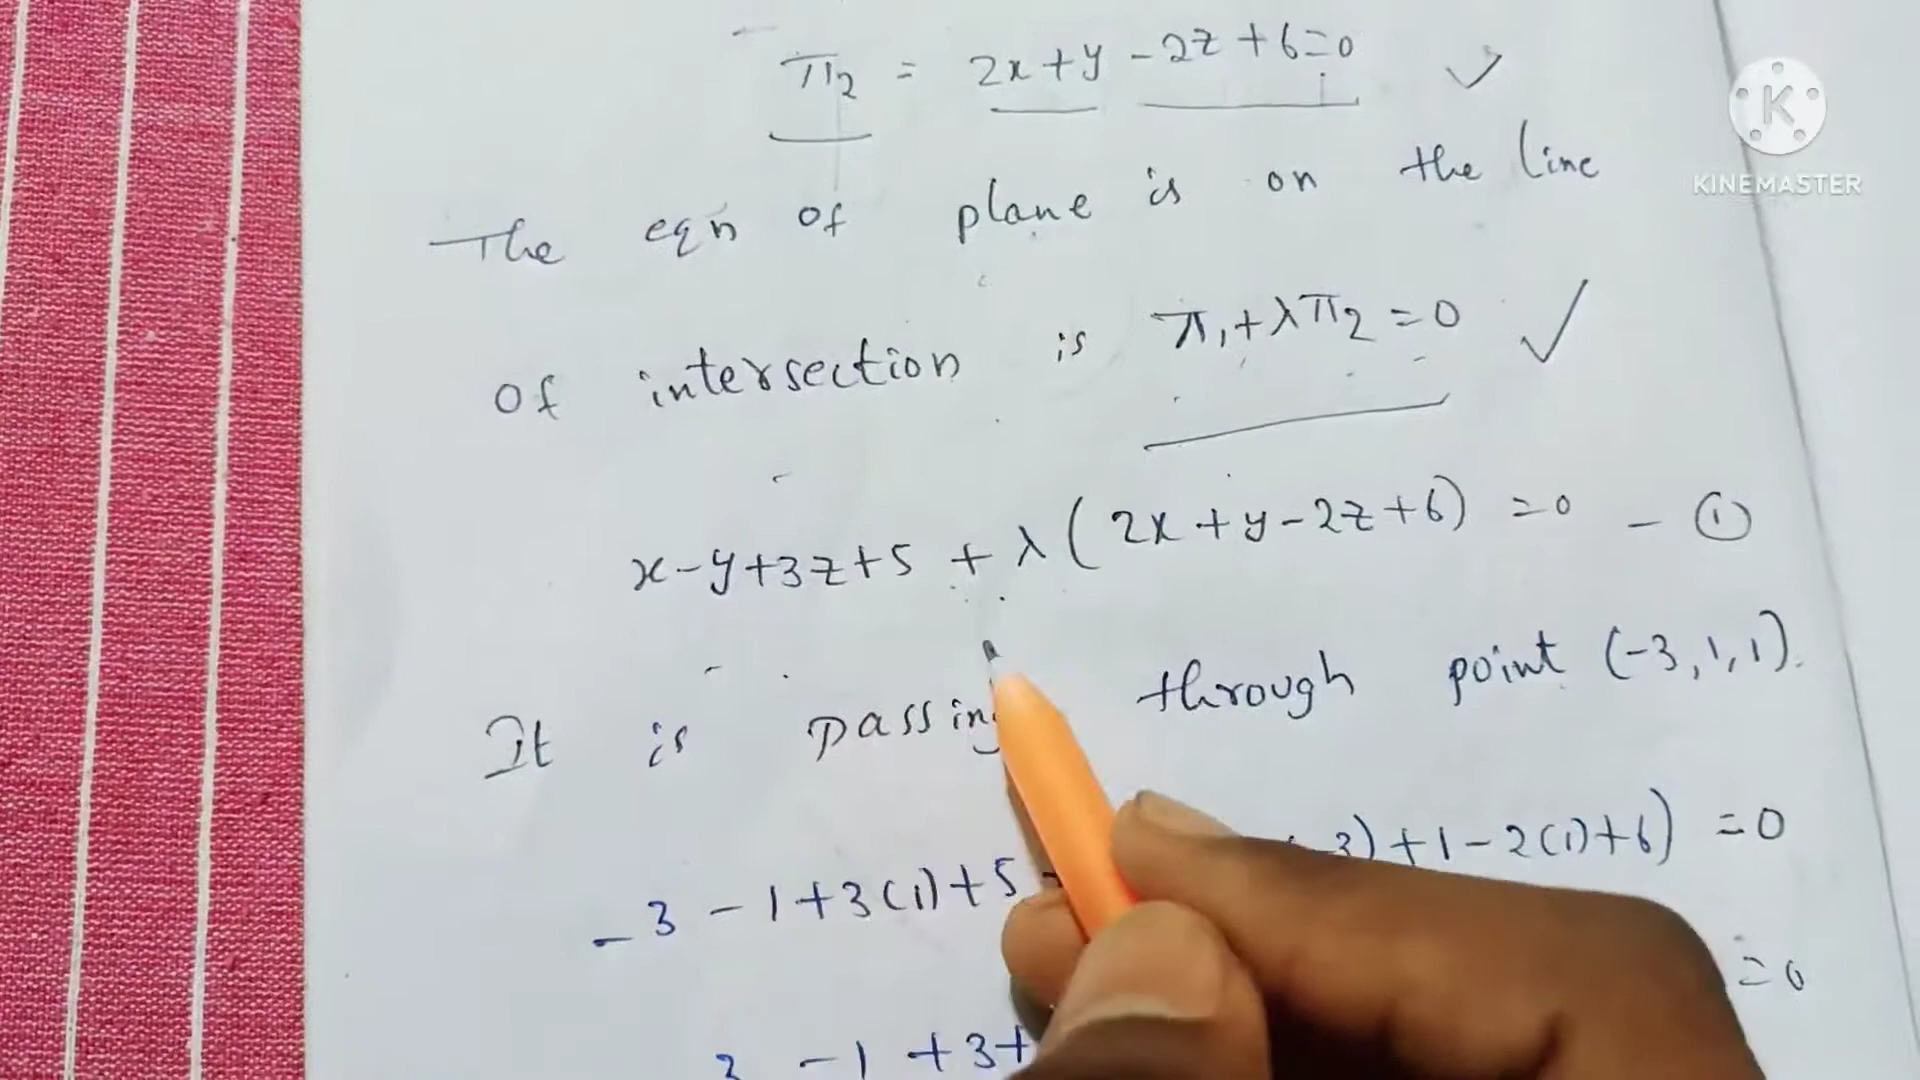 π₂ = 2x+y-2z+6=0 ✓
K
KINEMASTER
The eqn of plane is on the line
of intersection is π₁+λπ₂=0 ✓
x-y+3z+5 +λ(2x+y-2z+6) =0 - ①
It is passing through point (-3,1,1).
-3-1+3(1)+5 -3)+1-2(1)+6) =0
=0
-1+3+